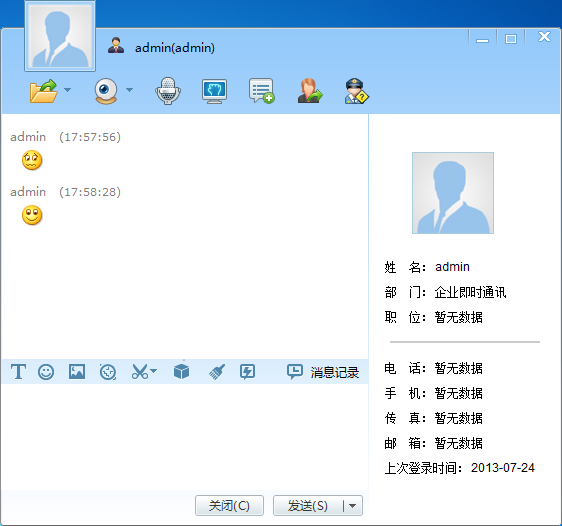 admin(admin)
admin (17:57:56)
admin (17:58:28)
消息记录
关闭(C)
发送(S)
姓 名：admin
部 门：企业即时通讯
职 位：暂无数据
电 话：暂无数据
手 机：暂无数据
传 真：暂无数据
邮 箱：暂无数据
上次登录时间：2013-07-24